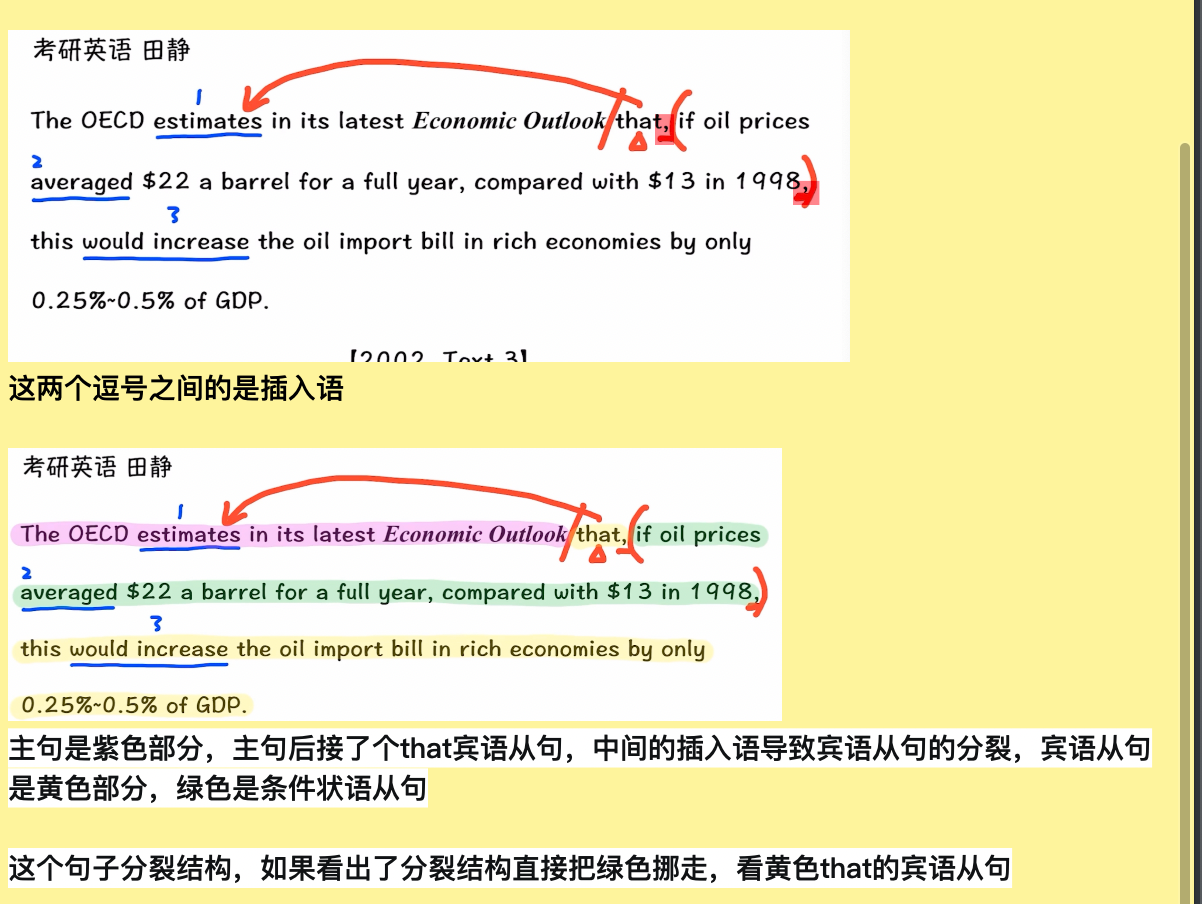 考研英语 田静
1
The OECD estimates in its latest Economic Outlook that, if oil prices
2
averaged $22 a barrel for a full year, compared with $13 in 1998,
3
this would increase the oil import bill in rich economies by only
0.25%~0.5% of GDP.
【2002, Text 3】
这两个逗号之间的是插入语
考研英语 田静
1
The OECD estimates in its latest Economic Outlook that, if oil prices
2
averaged $22 a barrel for a full year, compared with $13 in 1998,
3
this would increase the oil import bill in rich economies by only
0.25%~0.5% of GDP.
主句是紫色部分，主句后接了个that宾语从句，中间的插入语导致宾语从句的分裂，宾语从句
是黄色部分，绿色是条件状语从句
这个句子分裂结构，如果看出了分裂结构直接把绿色挪走，看黄色that的宾语从句